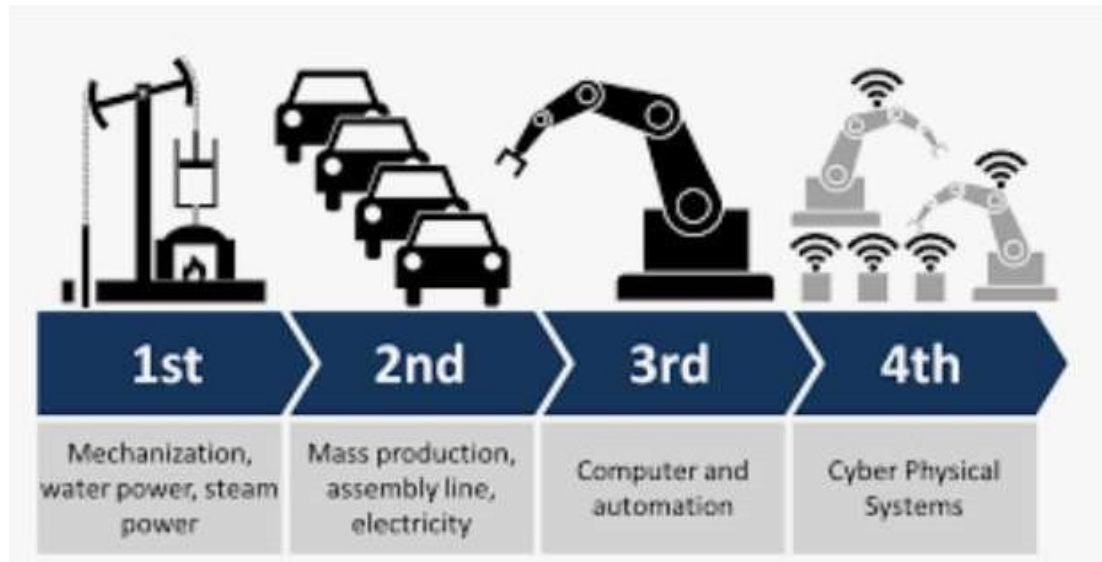 1st
2nd
3rd
4th
Mechanization,
water power, steam
power
Mass production,
assembly line,
electricity
Computer and
automation
Cyber Physical
Systems